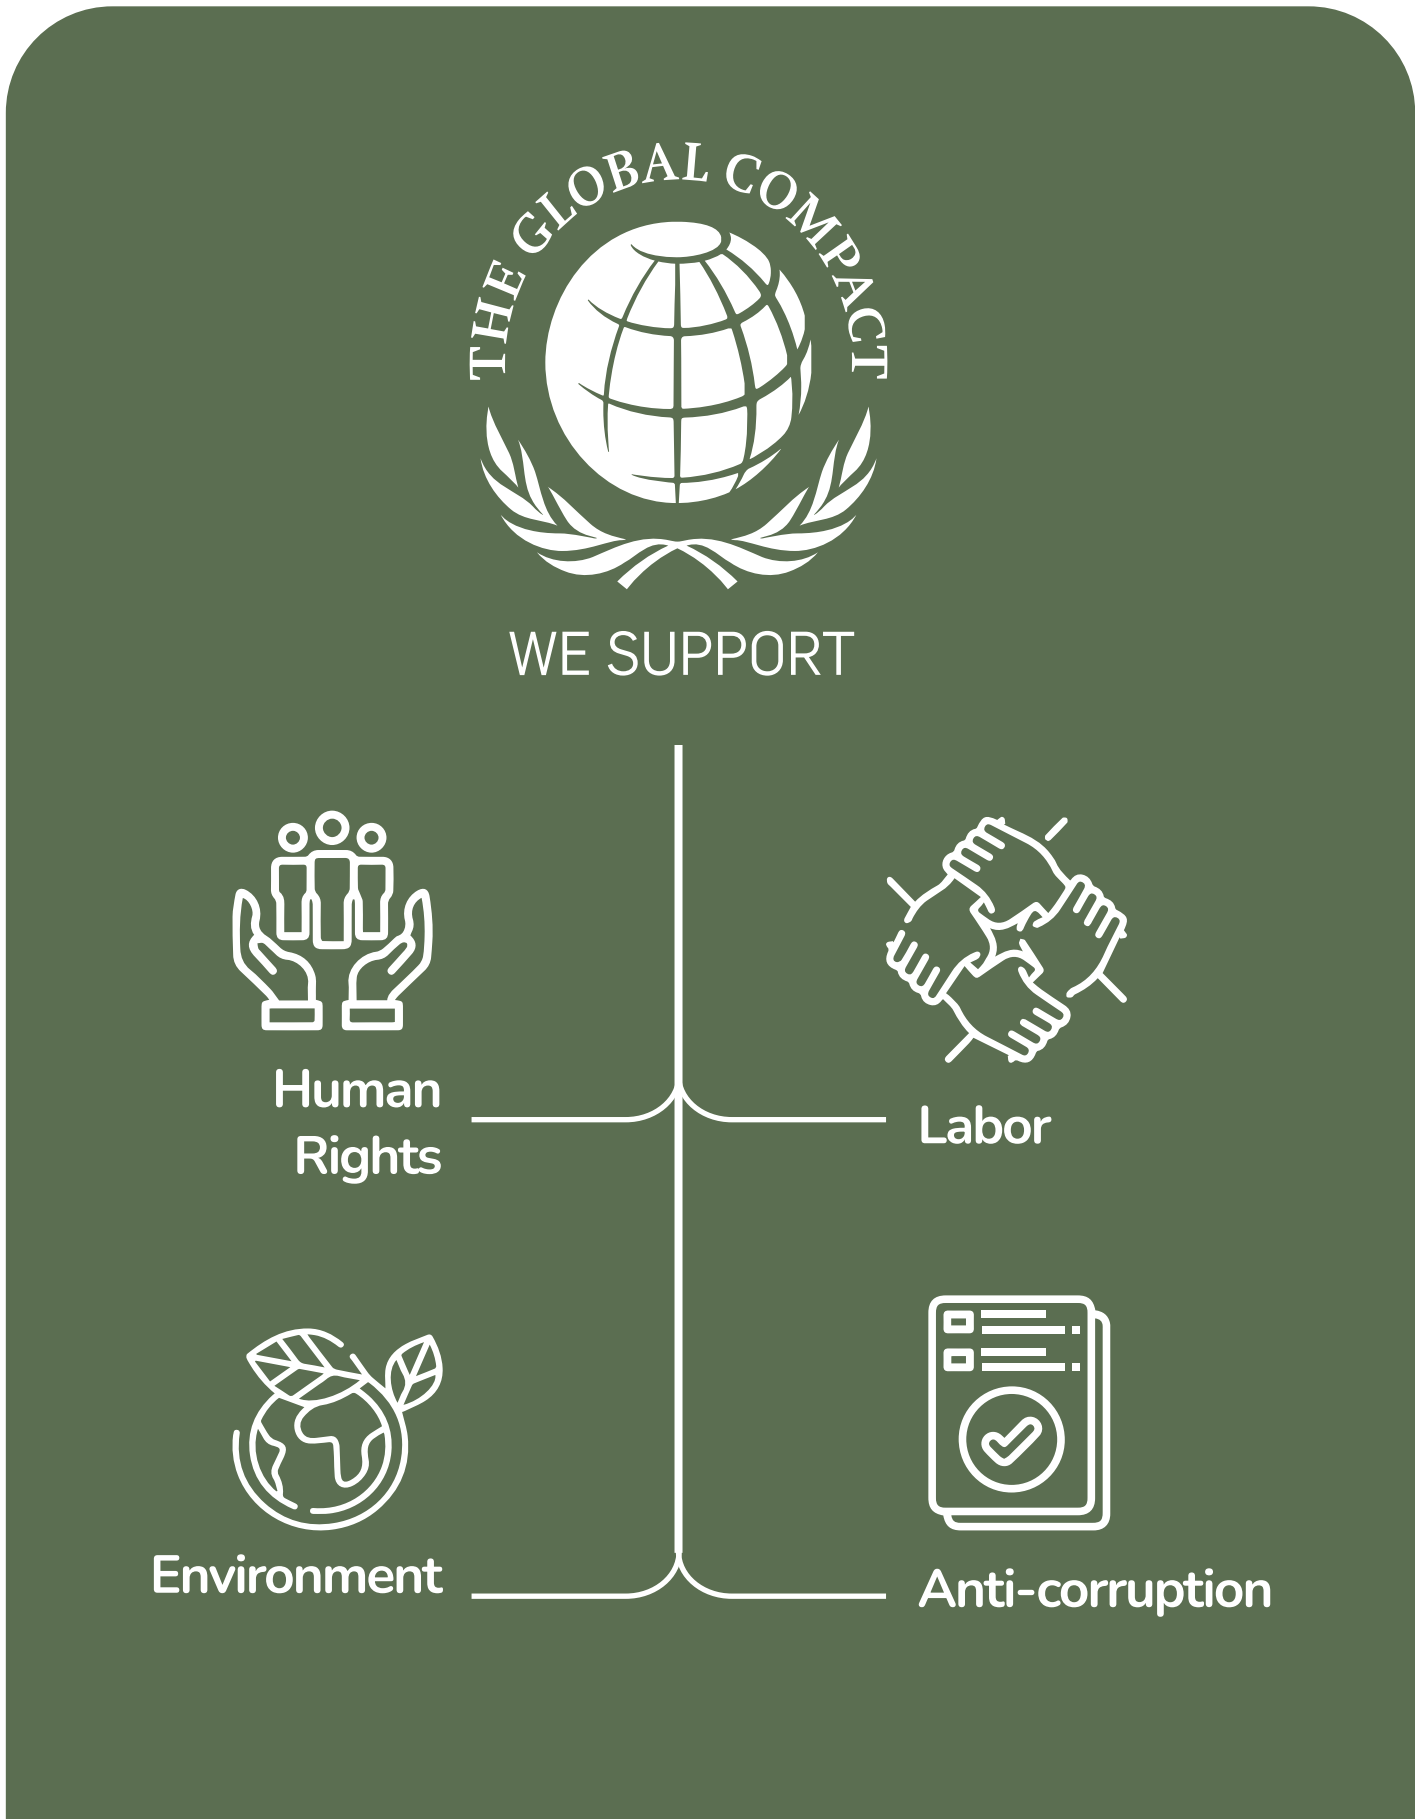 THE GLOBAL COMPACT
WE SUPPORT
Human
Rights
Labor
Environment
Anti-corruption